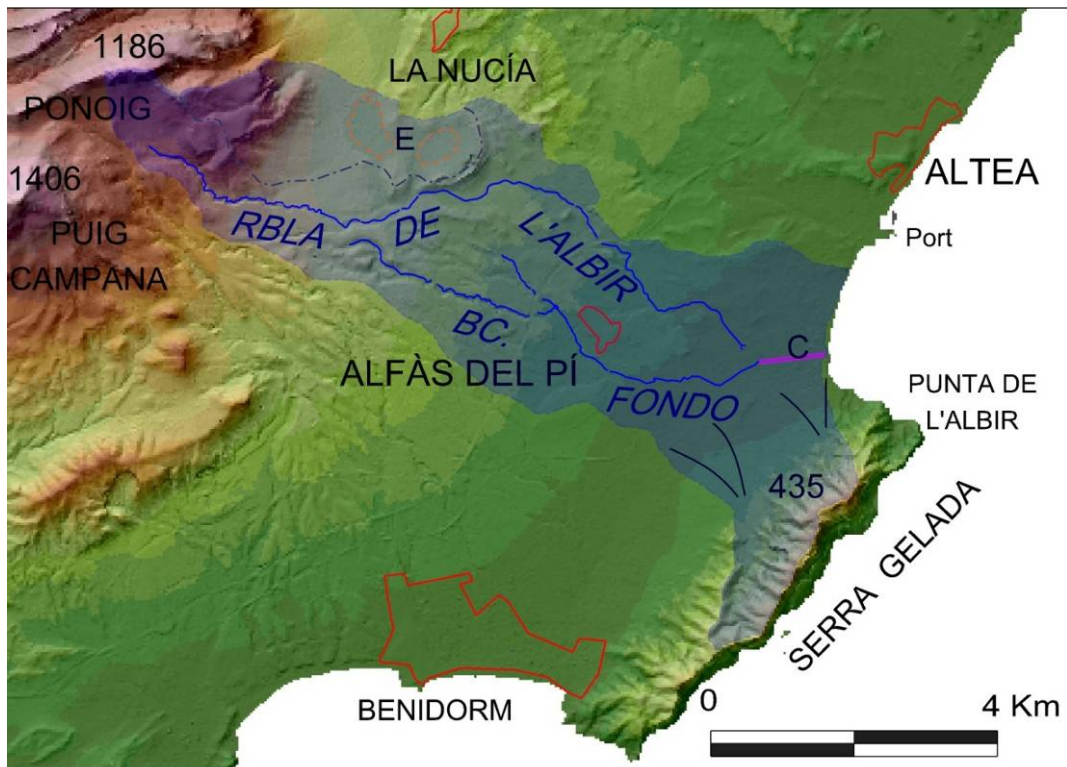 1186
LA NUCÍA
PONOIG
E
1406
ALTEA
RBLA DE L'ALBIR
PUIG
CAMPANA
Port
BC. FONDO
C
ALFÀS DEL PÍ
PUNTA DE
L'ALBIR
435
SERRA GELADA
BENIDORM
0 4 Km